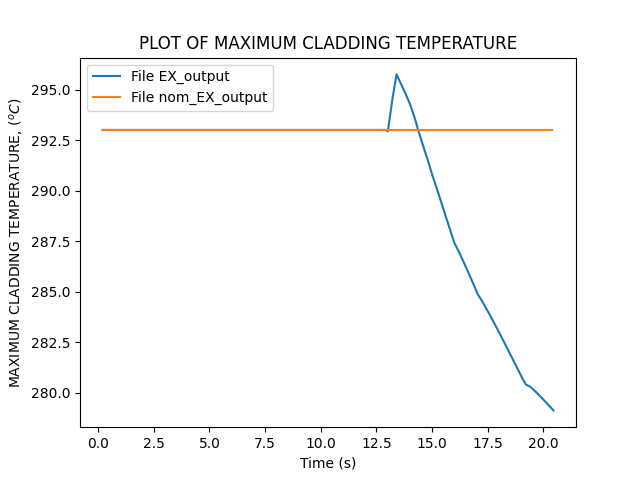 PLOT OF MAXIMUM CLADDING TEMPERATURE
File EX_output
File nom_EX_output
MAXIMUM CLADDING TEMPERATURE, (°C)
295.0
292.5
290.0
287.5
285.0
282.5
280.0
0.0 2.5 5.0 7.5 10.0 12.5 15.0 17.5 20.0
Time (s)